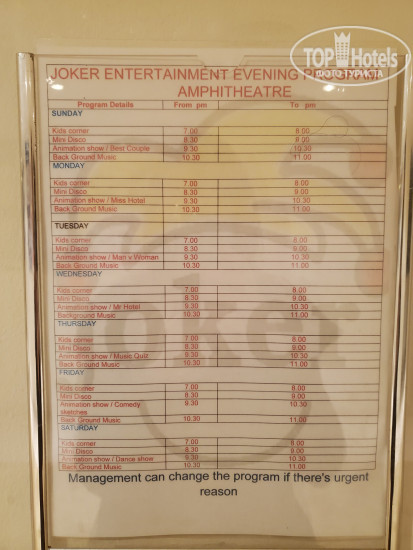 TOP Hotels
ФОТО ТУРИСТА
JOKER ENTERTAINMENT EVENING
AMPHITHEATRE
Program Details From pm To pm
SUNDAY
Kids corner 7.00 8.00
Mini Disco 8.30 9.00
Animation show / Best Couple 9.30 10.30
Back Ground Music 10.30 11.00
MONDAY
Kids corner 7.00 8.00
Mini Disco 8.30 9.00
Animation show / Miss Hotel 9.30 10.30
Back Ground Music 10.30 11.00
TUESDAY
Kids corner 7.00 8.00
Mini Disco 8.30 9.00
Animation show / Man v Woman 9.30 10.30
Back Ground Music 10.30 11.00
WEDNESDAY
Kids corner 7.00 8.00
Mini Disco 8.30 9.00
Animation show / Mr Hotel 9.30 10.30
Background Music 10.30 11.00
THURSDAY
Kids corner 7.00 8.00
Mini Disco 8.30 9.00
Animation show / Music Quiz 9.30 10.30
Back Ground Music 10.30 11.00
FRIDAY
Kids corner 7.00 8.00
Mini Disco 8.30 9.00
Animation show / Comedy 9.30 10.30
sketches
Back Ground Music 10.30 11.00
SATURDAY
Kids corner 7.00 8.00
Mini Disco 8.30 9.00
Animation show / Dance show 9.30 10.30
Back Ground Music 10.30 11.00
Management can change the program if there's urgent
reason